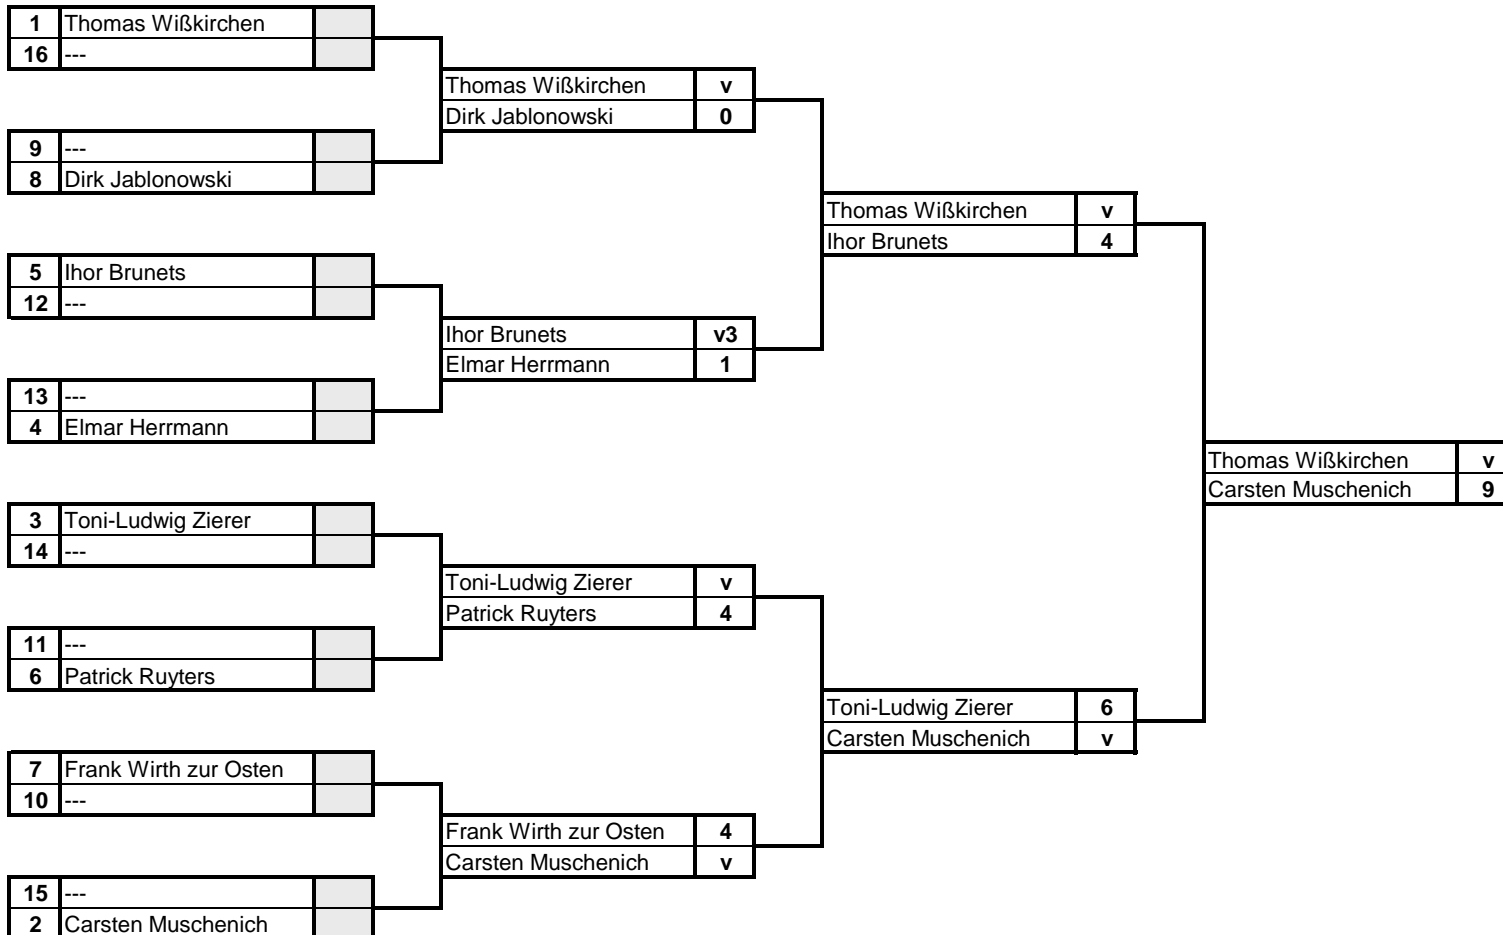 1 Thomas Wißkirchen
16 ---
Thomas Wißkirchen v
Dirk Jablonowski 0
9 ---
8 Dirk Jablonowski
Thomas Wißkirchen v
Ihor Brunets 4
5 Ihor Brunets
12 ---
Ihor Brunets v3
Elmar Herrmann 1
13 ---
4 Elmar Herrmann
Thomas Wißkirchen v
Carsten Muschenich 9
3 Toni-Ludwig Zierer
14 ---
Toni-Ludwig Zierer v
Patrick Ruyters 4
11 ---
6 Patrick Ruyters
Toni-Ludwig Zierer 6
Carsten Muschenich v
7 Frank Wirth zur Osten
10 ---
Frank Wirth zur Osten 4
Carsten Muschenich v
15 ---
2 Carsten Muschenich